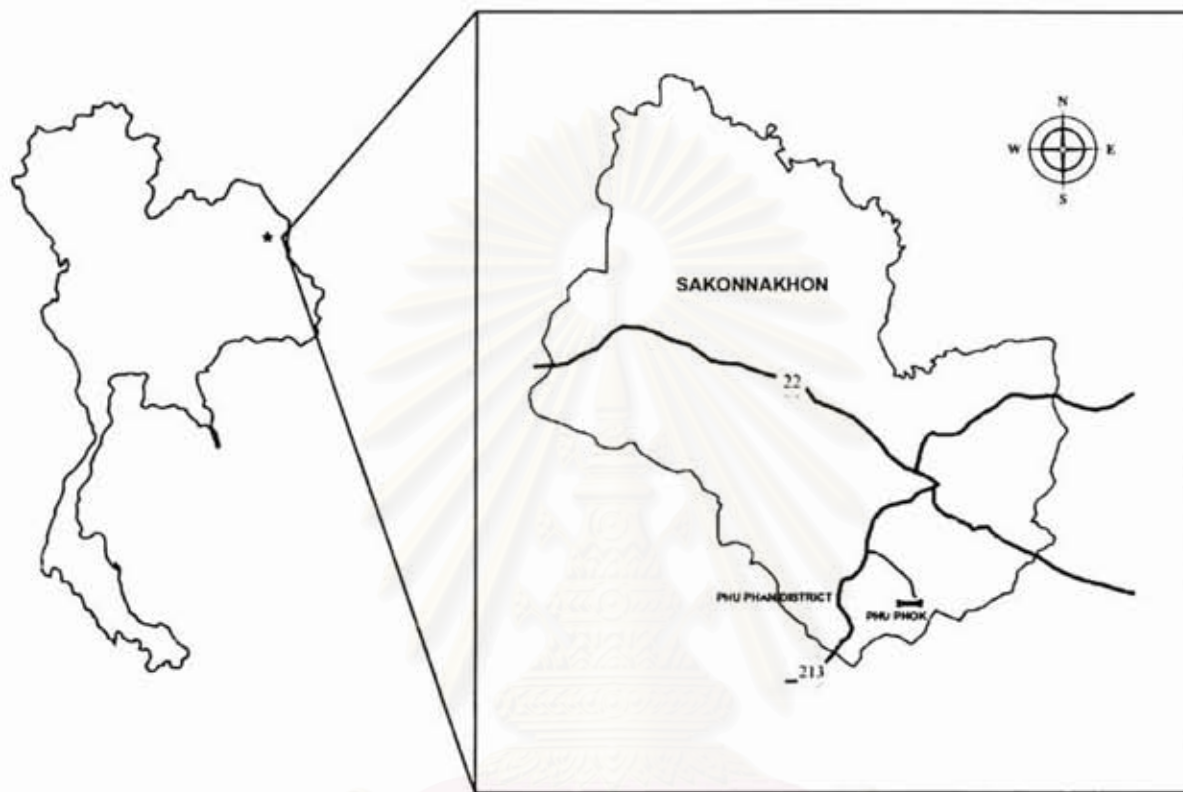 N
W E
S
SAKONNAKHON
22
PHU PHAN DISTRICT
PHU PHOK
213